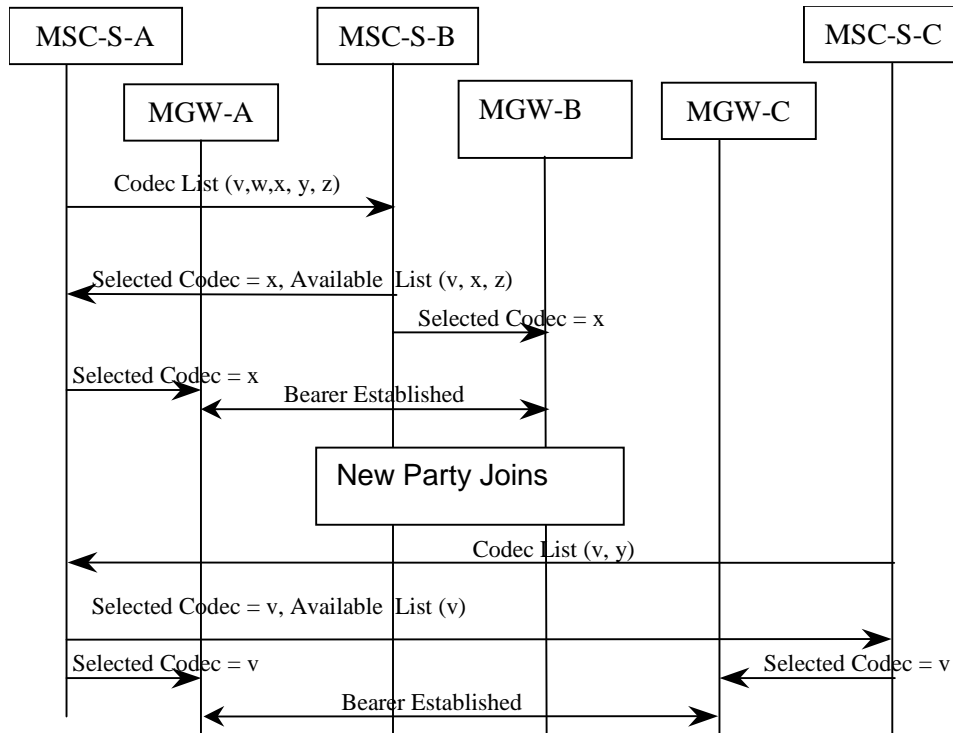 MSC-S-A
MSC-S-B
MSC-S-C
MGW-A
MGW-B
MGW-C
Codec List (v,w,x, y, z)
Selected Codec = x, Available List (v, x, z)
Selected Codec = x
Selected Codec = x
Bearer Established
New Party Joins
Codec List (v, y)
Selected Codec = v, Available List (v)
Selected Codec = v
Selected Codec = v
Bearer Established